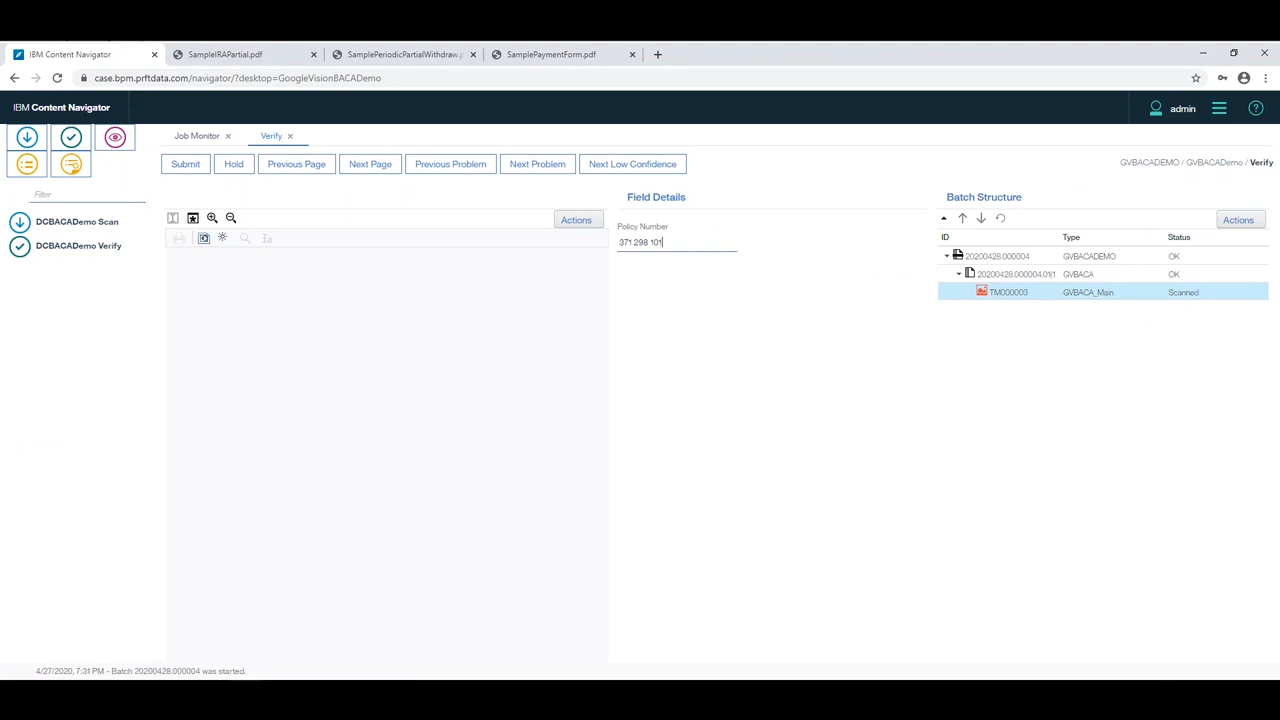 IBM Content Navigator
SampleIRAPartial.pdf
SamplePeriodicPartialWithdraw.p
SamplePaymentForm.pdf
case.bpm.prftdata.com/navigator/?desktop=GoogleVisionBACADemo
IBM Content Navigator
admin
Job Monitor
Verify
Submit
Hold
Previous Page
Next Page
Previous Problem
Next Problem
Next Low Confidence
GVBACADEMO / GVBACADemo / Verify
Filter
DCBACADemo Scan
DCBACADemo Verify
Actions
Field Details
Policy Number
371 298 101
Batch Structure
Actions
ID Type Status
20200428.000004 GVBACADEMO OK
20200428.000004.01(1 GVBACA OK
TM000003 GVBACA_Main Scanned
4/27/2020, 7:31 PM - Batch 20200428.000004 was started.